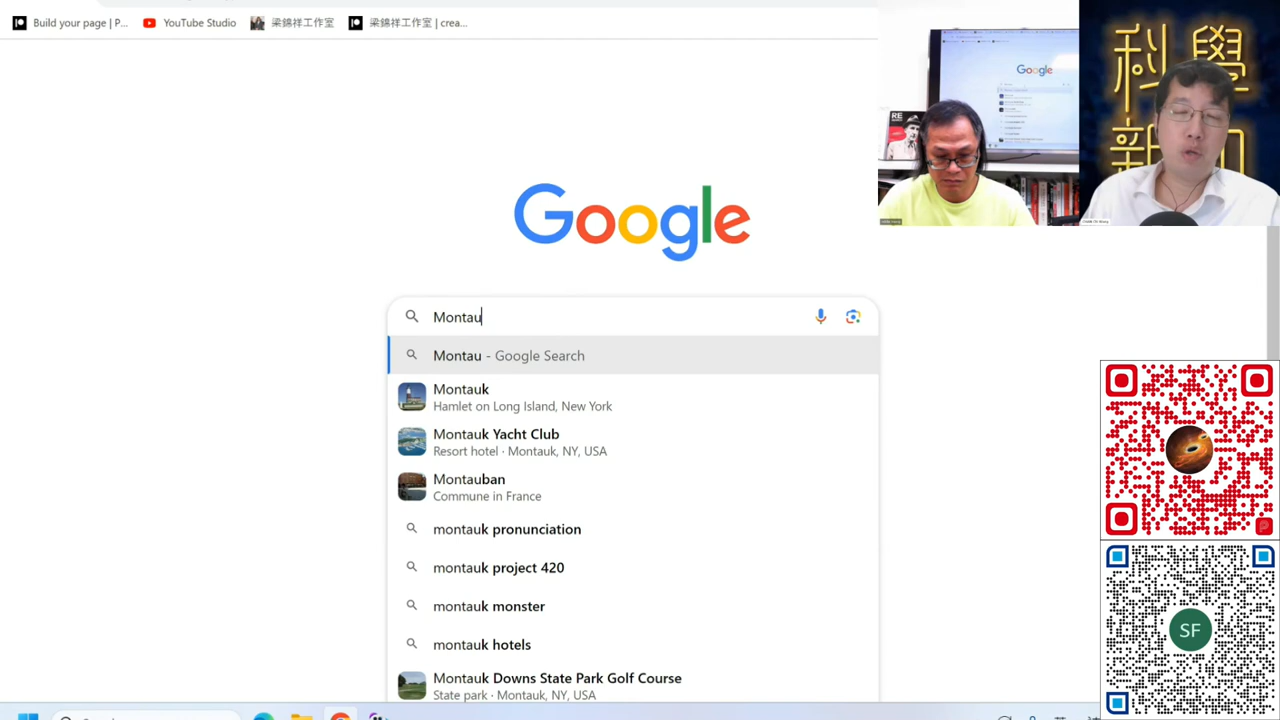 Build your page | P...
YouTube Studio
梁錦祥工作室
梁錦祥工作室 | crea...
Google
Montau
Montau - Google Search
Montauk
Hamlet on Long Island, New York
Montauk Yacht Club
Resort hotel · Montauk, NY, USA
Montauban
Commune in France
montauk pronunciation
montauk project 420
montauk monster
montauk hotels
Montauk Downs State Park Golf Course
State park · Montauk, NY, USA
Google
RE
科學
新
SF